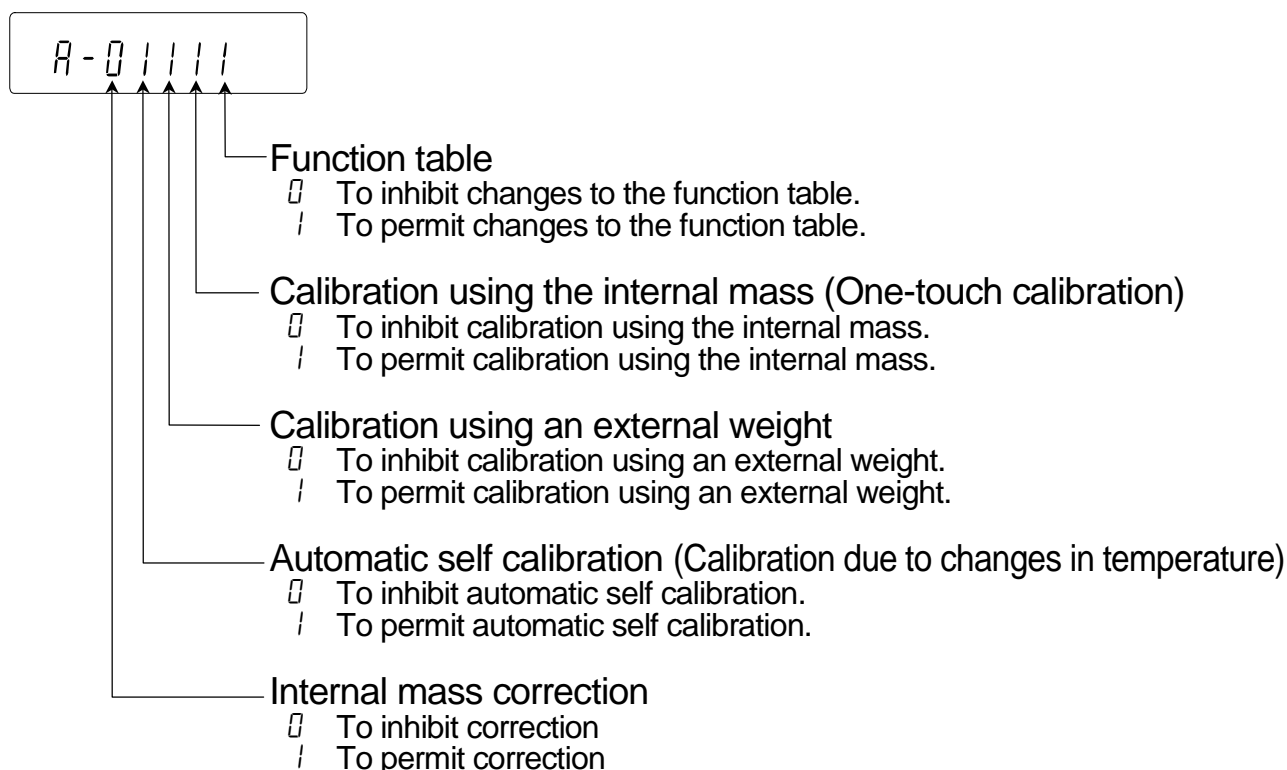 A-01111
Function table
0 To inhibit changes to the function table.
1 To permit changes to the function table.
Calibration using the internal mass (One-touch calibration)
0 To inhibit calibration using the internal mass.
1 To permit calibration using the internal mass.
Calibration using an external weight
0 To inhibit calibration using an external weight.
1 To permit calibration using an external weight.
Automatic self calibration (Calibration due to changes in temperature)
0 To inhibit automatic self calibration.
1 To permit automatic self calibration.
Internal mass correction
0 To inhibit correction
1 To permit correction